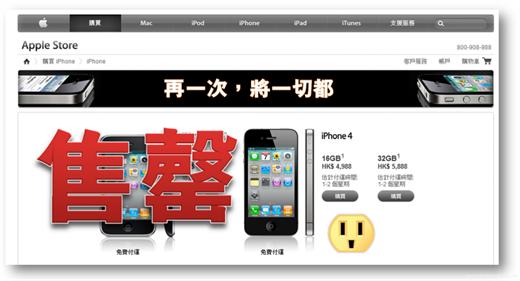 購買 Mac iPod iPhone iPad iTunes 支援服務
Apple Store
800-908-988
購買 iPhone iPhone
客戶服務 帳戶 購物車
再一次，將一切都
售罄
iPhone 4
16GB1 32GB1
HK$ 4,988 HK$ 5,888
估計付運時間: 估計付運時間:
1-2 個星期 1-2 個星期
購買 購買
免費付運 免費付運